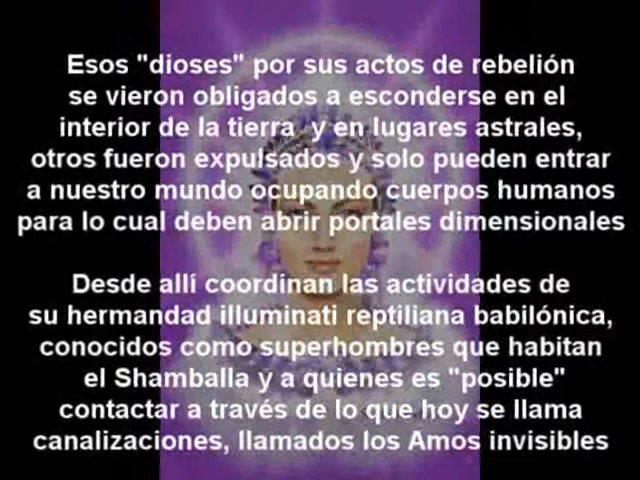 Esos "dioses" por sus actos de rebelión
se vieron obligados a esconderse en el
interior de la tierra y en lugares astrales,
otros fueron expulsados y solo pueden entrar
a nuestro mundo ocupando cuerpos humanos
para lo cual deben abrir portales dimensionales
Desde allí coordinan las actividades de
su hermandad illuminati reptiliana babilónica,
conocidos como superhombres que habitan
el Shamballa y a quienes es "posible"
contactar a través de lo que hoy se llama
canalizaciones, llamados los Amos invisibles